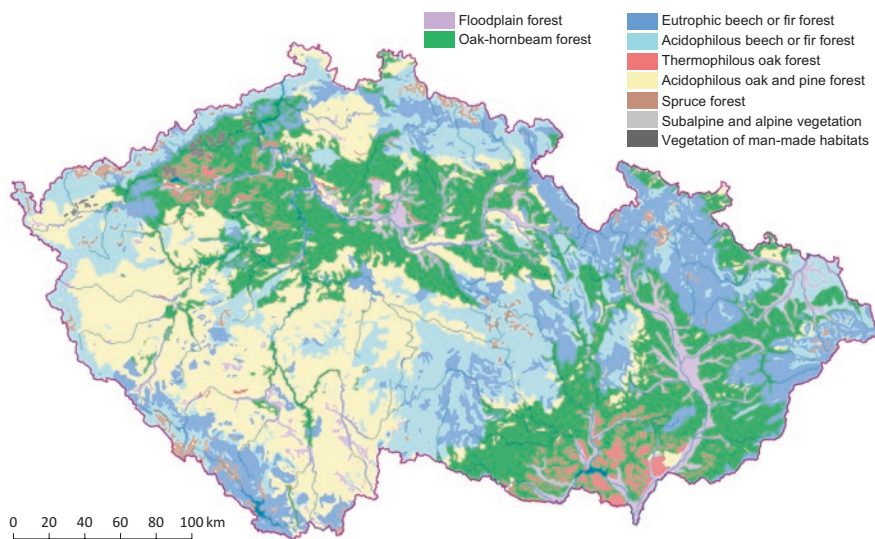 Floodplain forest
Oak-hornbeam forest
Eutrophic beech or fir forest
Acidophilous beech or fir forest
Thermophilous oak forest
Acidophilous oak and pine forest
Spruce forest
Subalpine and alpine vegetation
Vegetation of man-made habitats
0 20 40 60 80 100 km